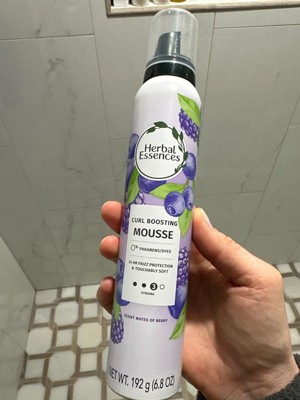 Herbal
Essences
CURL BOOSTING
MOUSSE
0% PARABENS/DYES
24-HR FRIZZ PROTECTION
& TOUCHABLY SOFT
3
STRONG
SCENT NOTES OF BERRY
NET WT. 192 g (6.8 OZ)